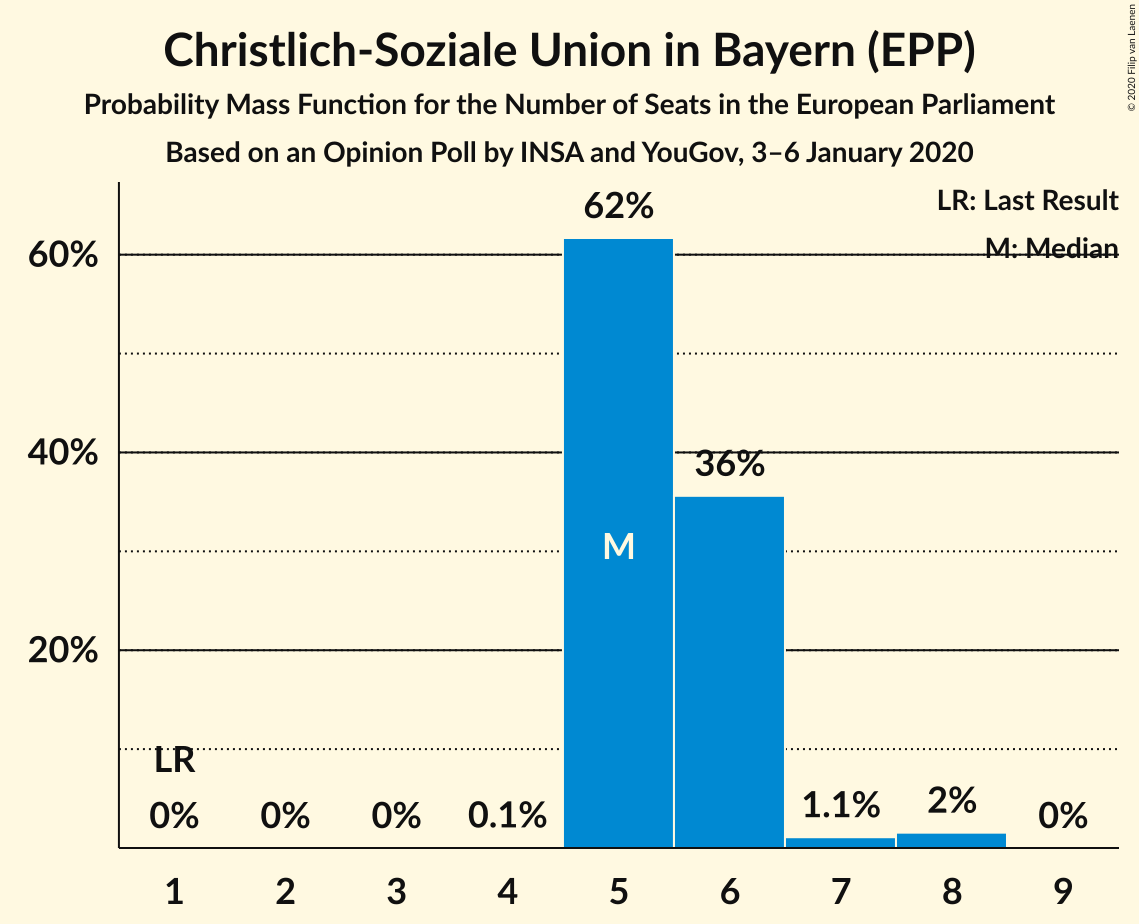 Christlich-Soziale Union in Bayern (EPP)
Probability Mass Function for the Number of Seats in the European Parliament
Based on an Opinion Poll by INSA and YouGov, 3–6 January 2020
© 2020 Filip van Laenen
LR: Last Result
M: Median
60%
40%
20%
62%
36%
M
LR
0%
0%
0%
0.1%
1.1%
2%
0%
1 2 3 4 5 6 7 8 9